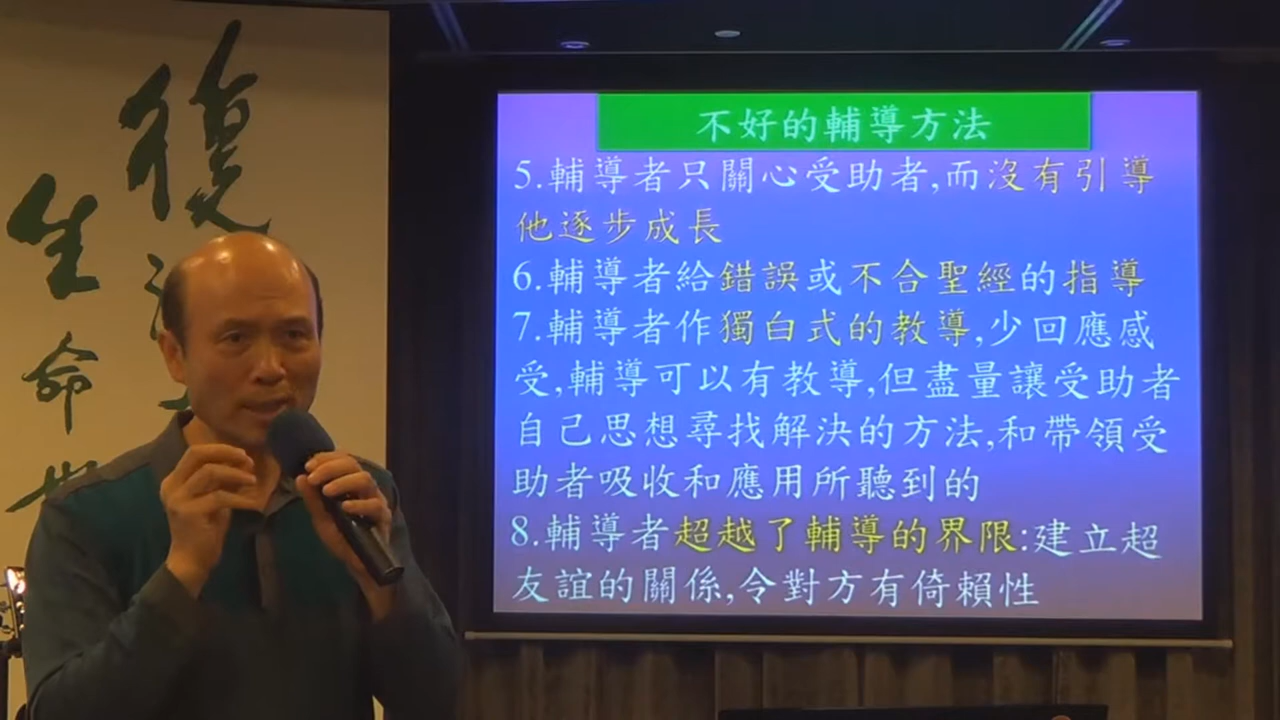 復活
生命
不好的輔導方法
5.輔導者只關心受助者,而沒有引導
他逐步成長
6.輔導者給錯誤或不合聖經的指導
7.輔導者作獨白式的教導,少回應感
受,輔導可以有教導,但盡量讓受助者
自己思想尋找解決的方法,和帶領受
助者吸收和應用所聽到的
8.輔導者超越了輔導的界限:建立超
友誼的關係,令對方有倚賴性